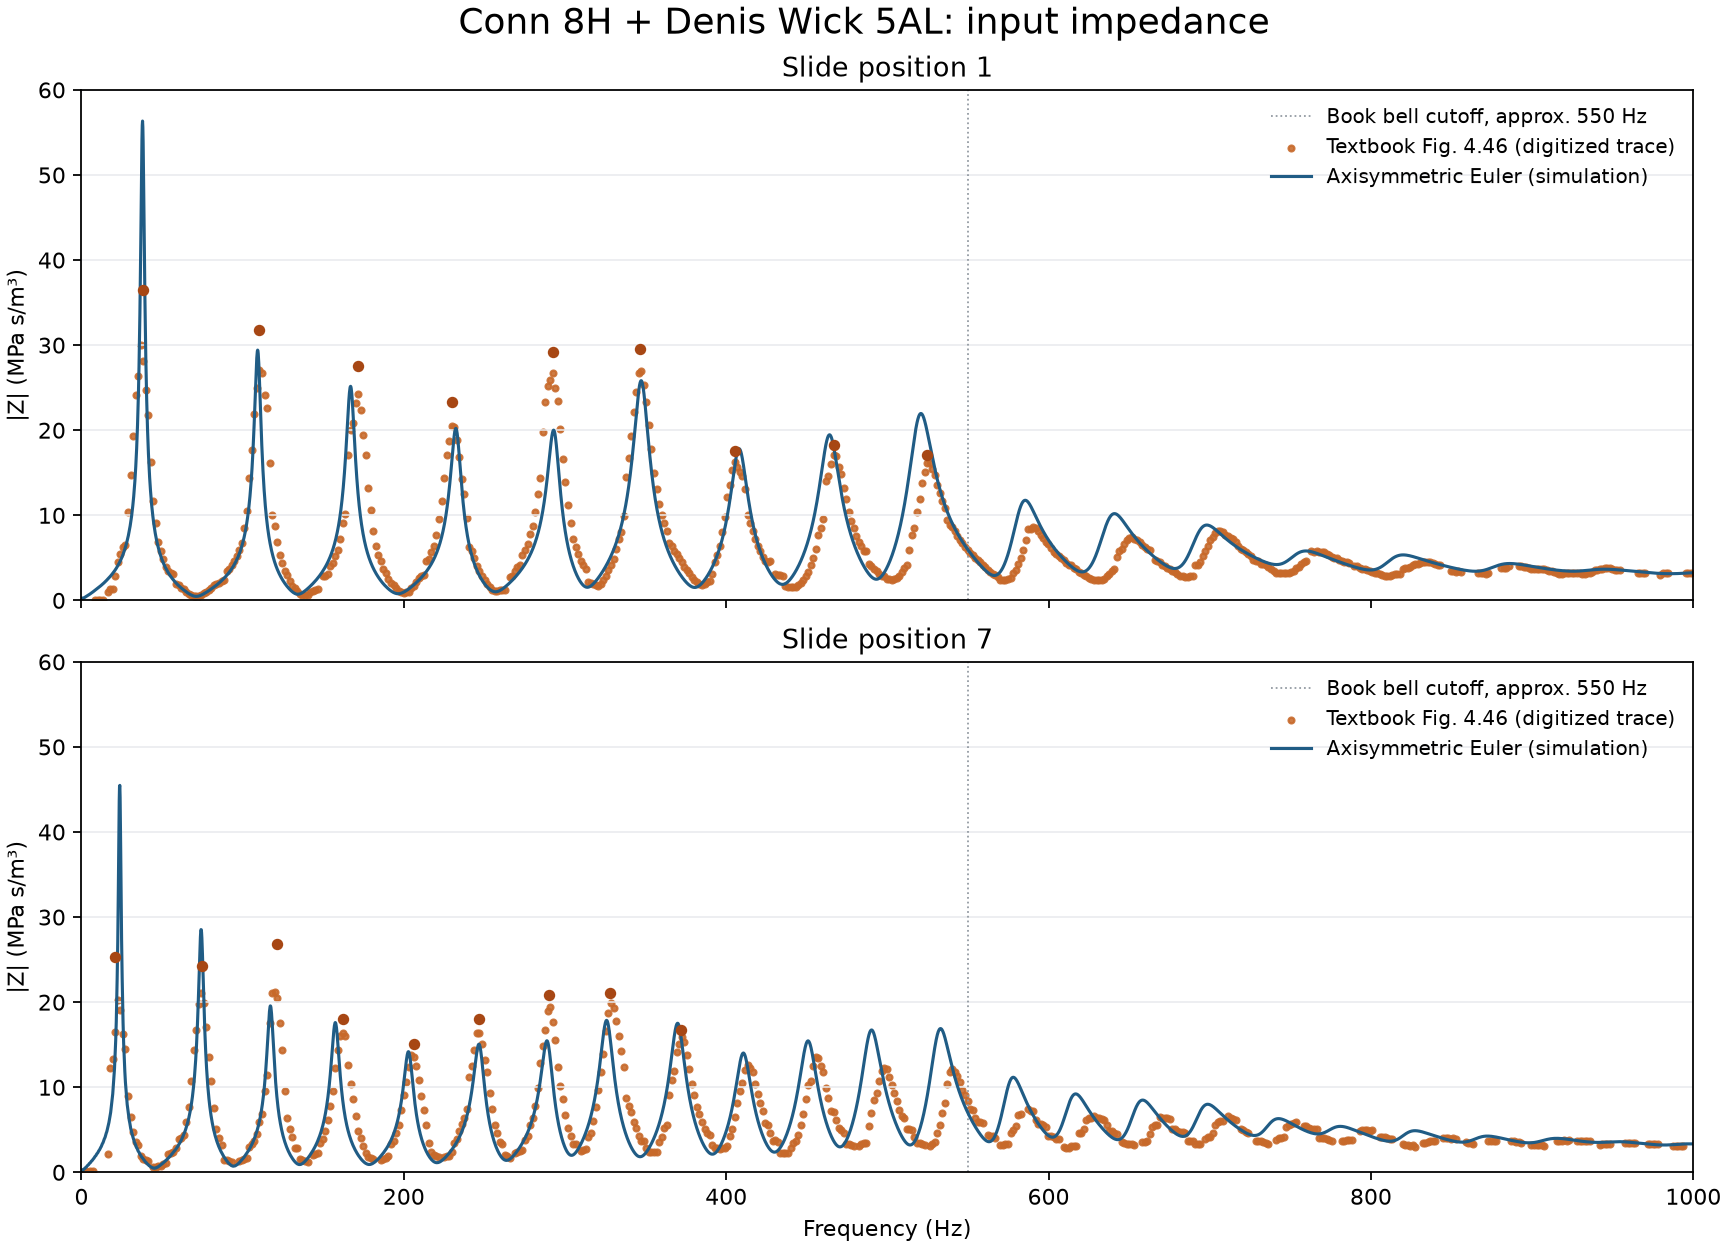 Conn 8H + Denis Wick 5AL: input impedance
Slide position 1
60
50
40
30
20
10
0
|Z| (MPa s/m³)
Book bell cutoff, approx. 550 Hz
Textbook Fig. 4.46 (digitized trace)
Axisymmetric Euler (simulation)
Slide position 7
60
50
40
30
20
10
0
|Z| (MPa s/m³)
Book bell cutoff, approx. 550 Hz
Textbook Fig. 4.46 (digitized trace)
Axisymmetric Euler (simulation)
0 200 400 600 800 1000
Frequency (Hz)